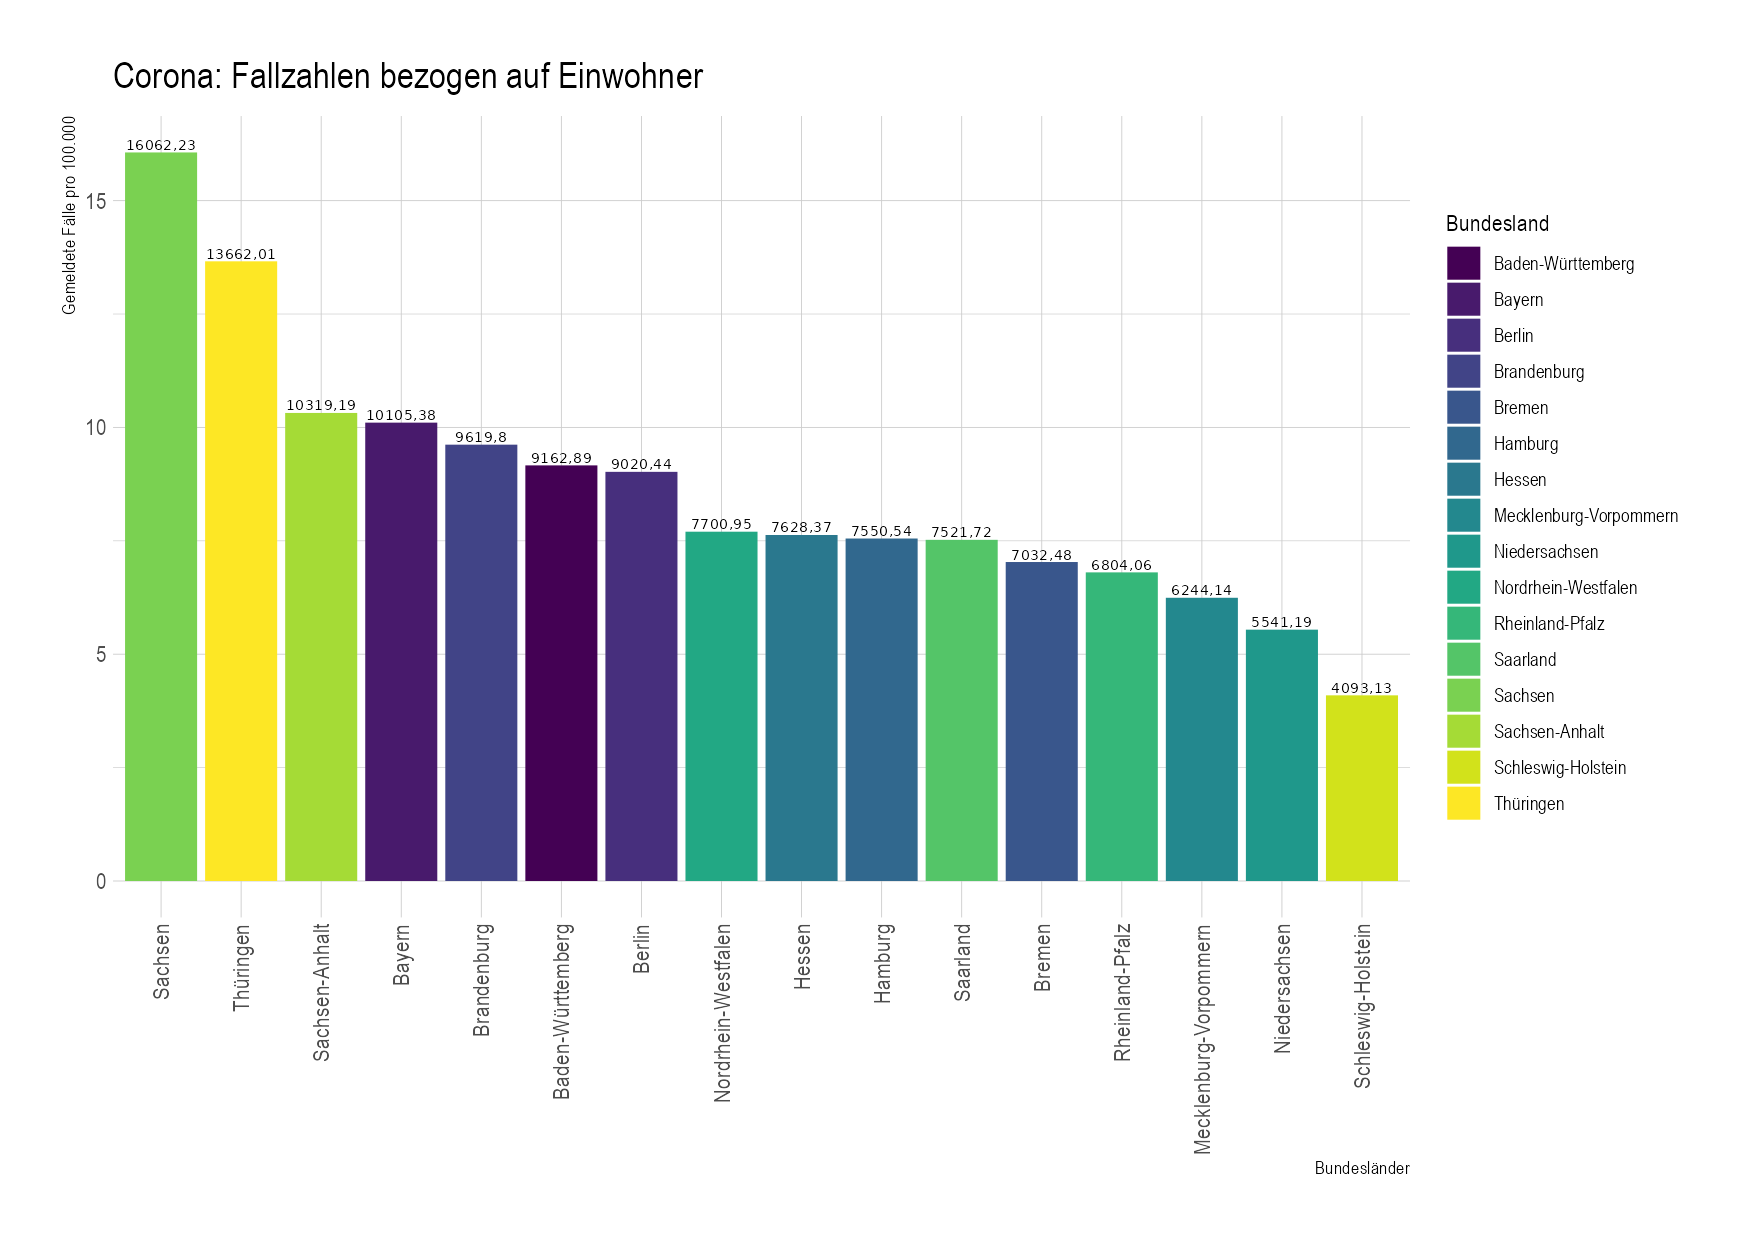 Corona: Fallzahlen bezogen auf Einwohner
Gemeldete Fälle pro 100.000
15
10
5
0
16062,23
13662,01
10319,19
10105,38
9619,8
9162,89
9020,44
7700,95
7628,37
7550,54
7521,72
7032,48
6804,06
6244,14
5541,19
4093,13
Sachsen
Thüringen
Sachsen-Anhalt
Bayern
Brandenburg
Baden-Württemberg
Berlin
Nordrhein-Westfalen
Hessen
Hamburg
Saarland
Bremen
Rheinland-Pfalz
Mecklenburg-Vorpommern
Niedersachsen
Schleswig-Holstein
Bundesländer
Bundesland
Baden-Württemberg
Bayern
Berlin
Brandenburg
Bremen
Hamburg
Hessen
Mecklenburg-Vorpommern
Niedersachsen
Nordrhein-Westfalen
Rheinland-Pfalz
Saarland
Sachsen
Sachsen-Anhalt
Schleswig-Holstein
Thüringen